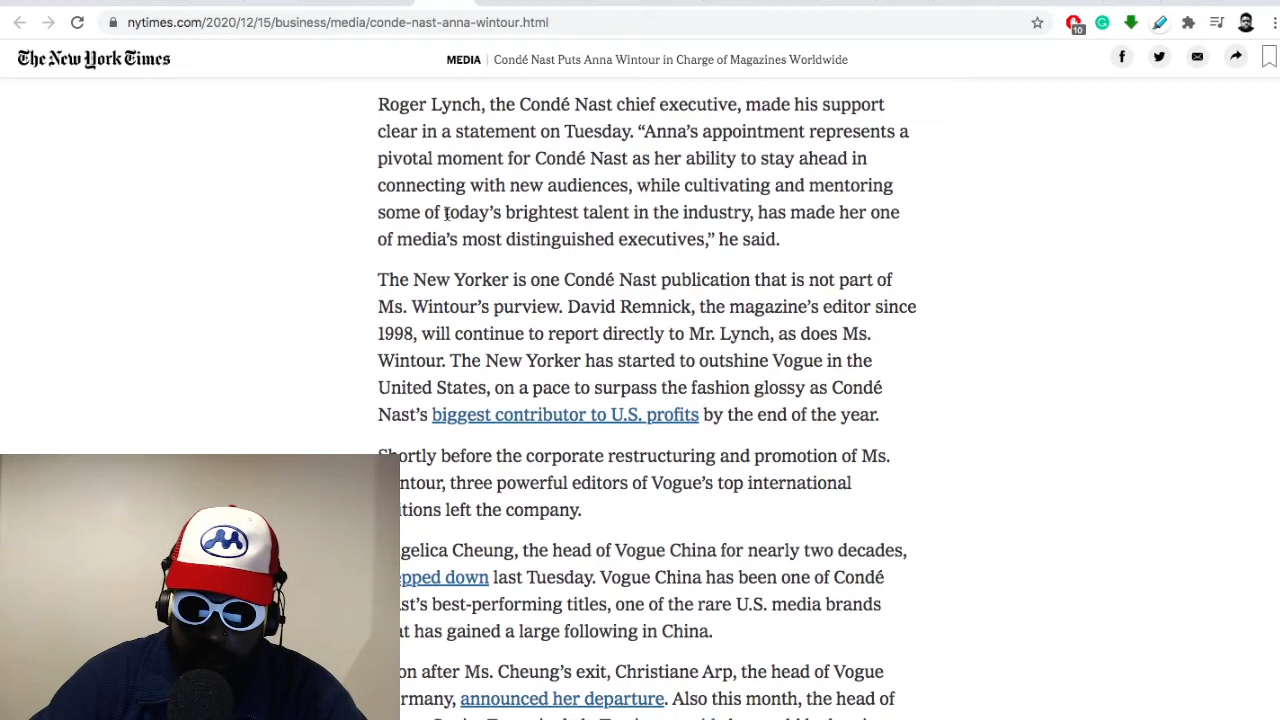 nytimes.com/2020/12/15/business/media/conde-nast-anna-wintour.html
10
The New York Times
MEDIA | Condé Nast Puts Anna Wintour in Charge of Magazines Worldwide
Roger Lynch, the Condé Nast chief executive, made his support
clear in a statement on Tuesday. “Anna’s appointment represents a
pivotal moment for Condé Nast as her ability to stay ahead in
connecting with new audiences, while cultivating and mentoring
some of today’s brightest talent in the industry, has made her one
of media’s most distinguished executives,” he said.
The New Yorker is one Condé Nast publication that is not part of
Ms. Wintour’s purview. David Remnick, the magazine’s editor since
1998, will continue to report directly to Mr. Lynch, as does Ms.
Wintour. The New Yorker has started to outshine Vogue in the
United States, on a pace to surpass the fashion glossy as Condé
Nast’s biggest contributor to U.S. profits by the end of the year.
Shortly before the corporate restructuring and promotion of Ms.
ntour, three powerful editors of Vogue’s top international
itions left the company.
gelica Cheung, the head of Vogue China for nearly two decades,
epped down last Tuesday. Vogue China has been one of Condé
st’s best-performing titles, one of the rare U.S. media brands
at has gained a large following in China.
on after Ms. Cheung’s exit, Christiane Arp, the head of Vogue
rmany, announced her departure. Also this month, the head of